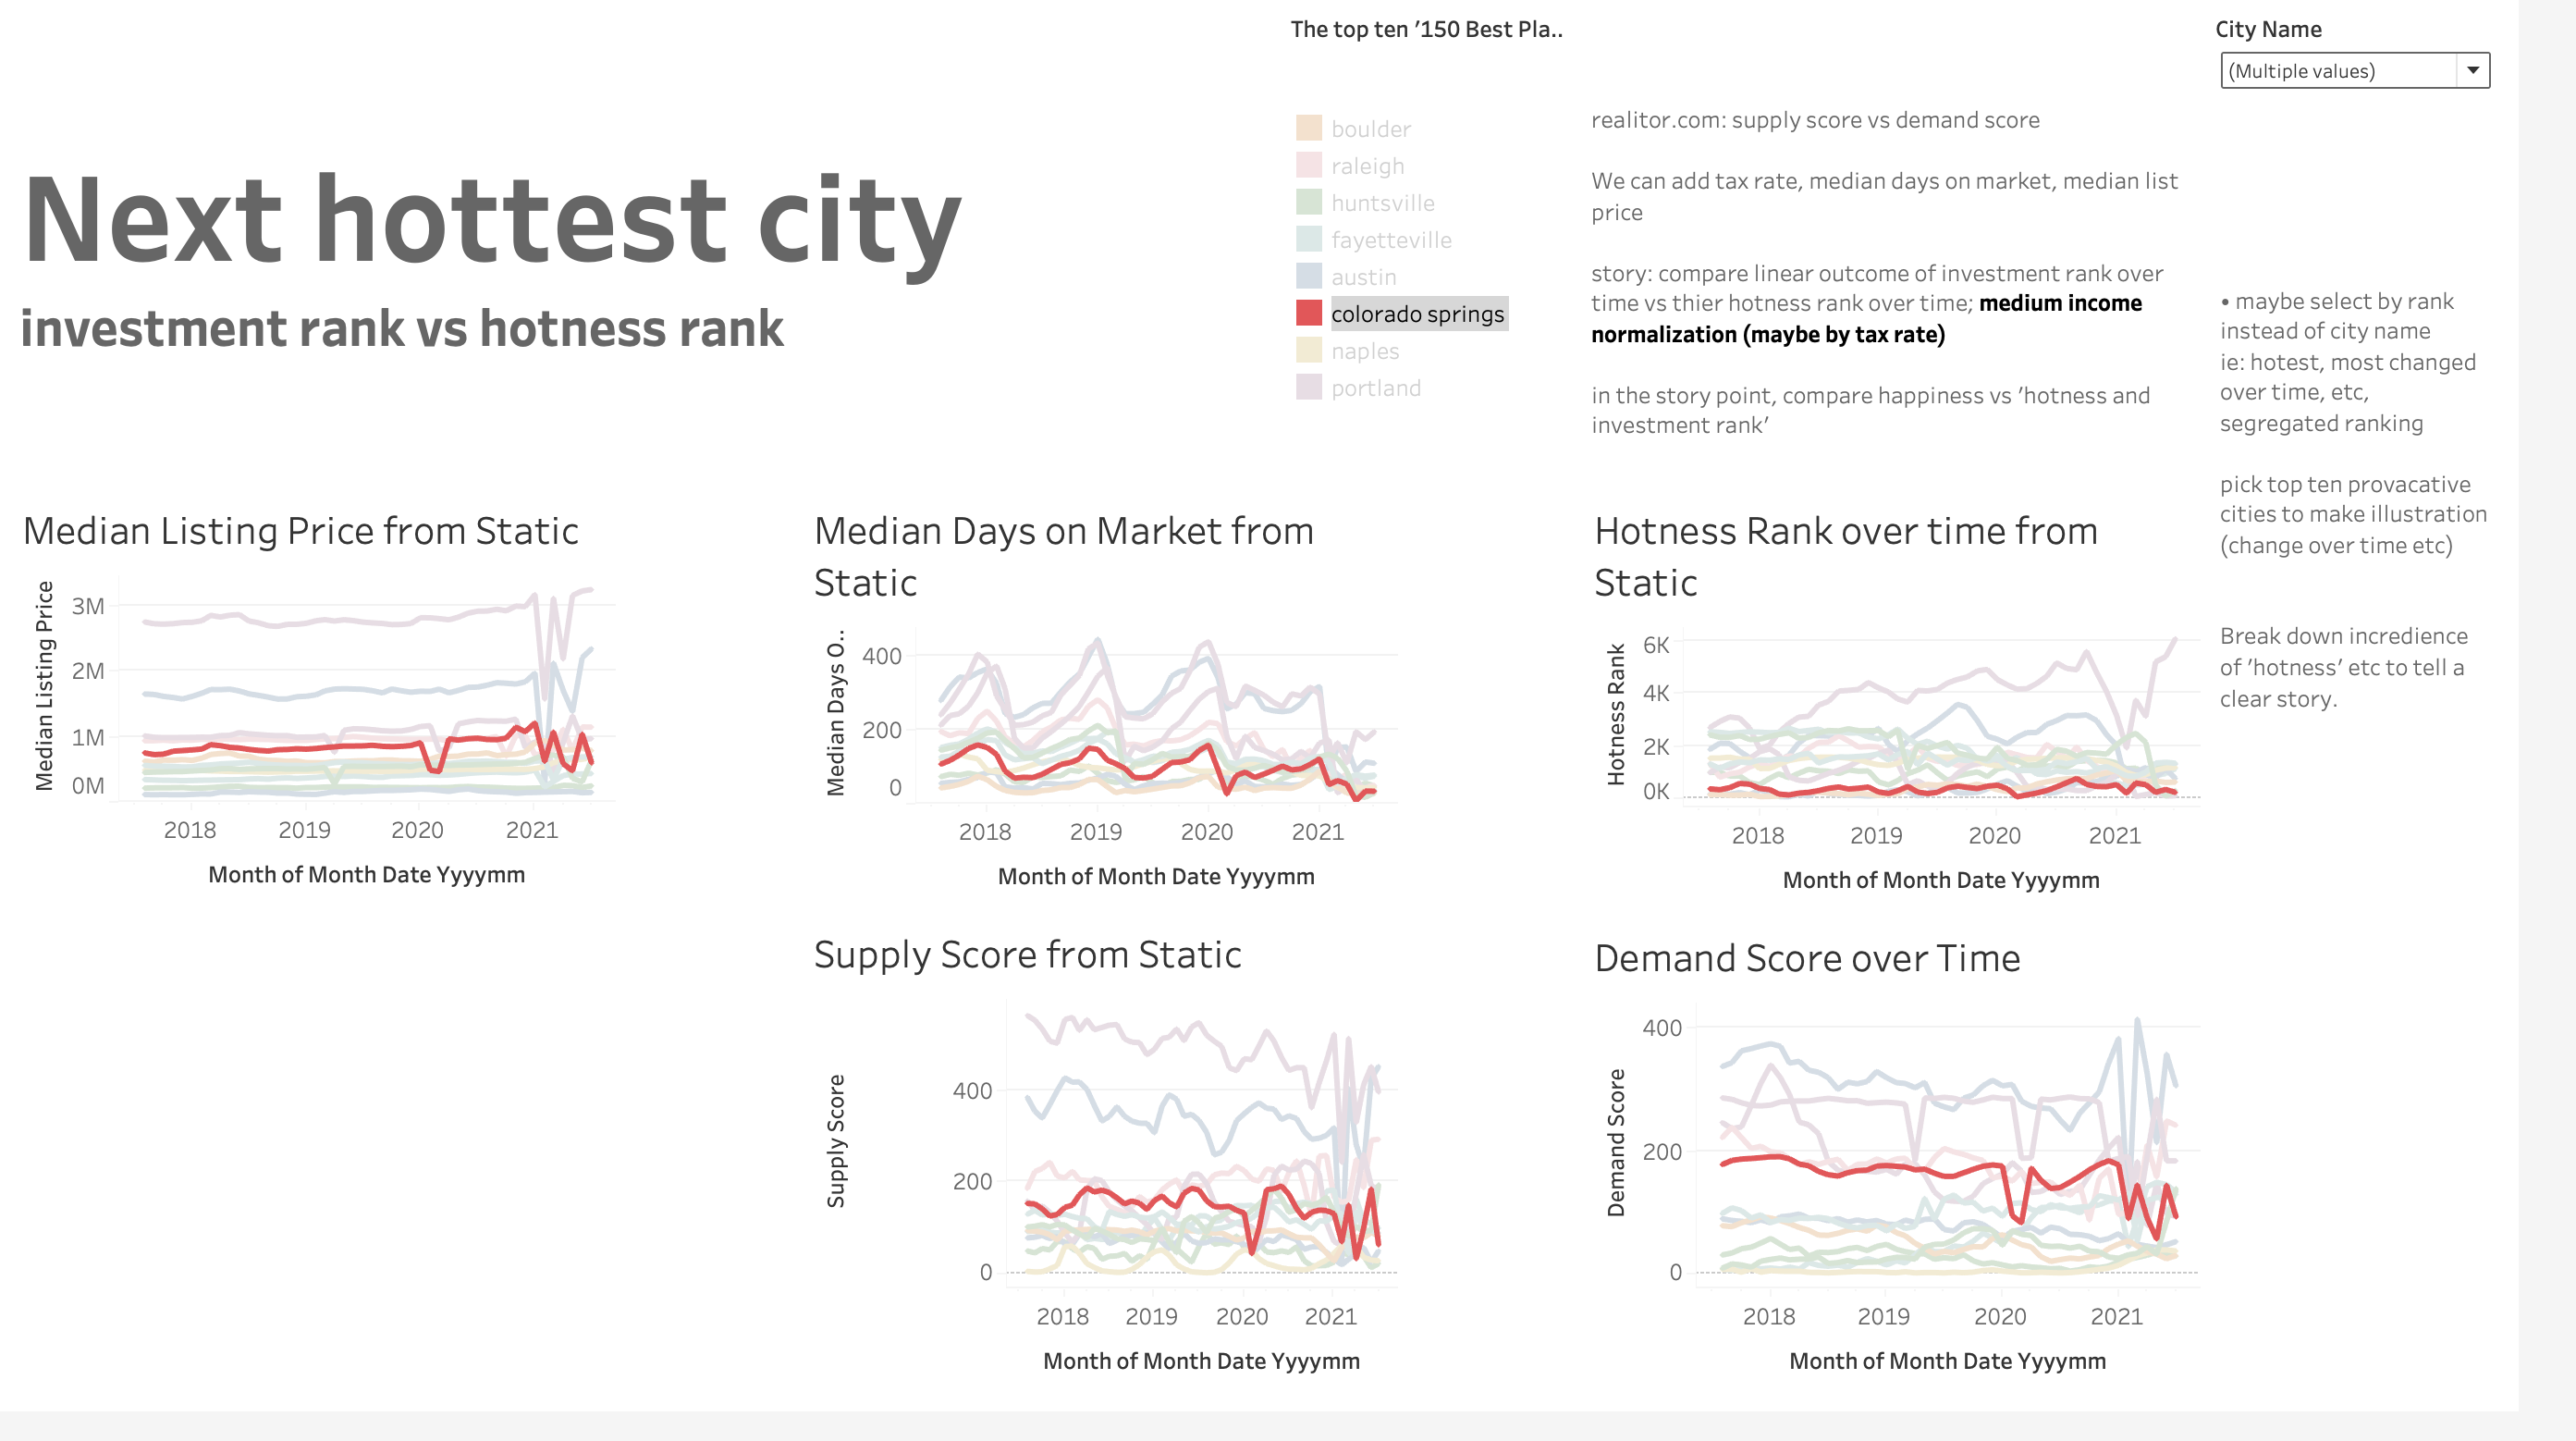 The top ten '150 Best Pla..
City Name
(Multiple values)
Next hottest city
investment rank vs hotness rank
boulder
raleigh
huntsville
fayetteville
austin
colorado springs
naples
portland
realitor.com: supply score vs demand score
We can add tax rate, median days on market, median list
price
story: compare linear outcome of investment rank over
time vs thier hotness rank over time; medium income
normalization (maybe by tax rate)
in the story point, compare happiness vs 'hotness and
investment rank'
• maybe select by rank
instead of city name
ie: hotest, most changed
over time, etc,
segregated ranking
pick top ten provacative
cities to make illustration
(change over time etc)
Break down incredience
of 'hotness' etc to tell a
clear story.
Median Listing Price from Static
Median Listing Price
3M
2M
1M
0M
2018 2019 2020 2021
Month of Month Date Yyyymm
Median Days on Market from
Static
Median Days O..
400
200
0
2018 2019 2020 2021
Month of Month Date Yyyymm
Hotness Rank over time from
Static
Hotness Rank
6K
4K
2K
0K
2018 2019 2020 2021
Month of Month Date Yyyymm
Supply Score from Static
Supply Score
400
200
0
2018 2019 2020 2021
Month of Month Date Yyyymm
Demand Score over Time
Demand Score
400
200
0
2018 2019 2020 2021
Month of Month Date Yyyymm